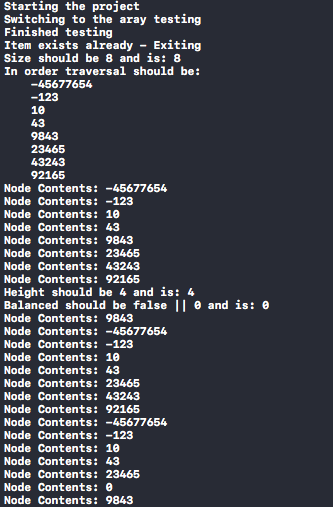 Starting the project
Switching to the aray testing
Finished testing
Item exists already - Exiting
Size should be 8 and is: 8
In order traversal should be:
-45677654
-123
10
43
9843
23465
43243
92165
Node Contents: -45677654
Node Contents: -123
Node Contents: 10
Node Contents: 43
Node Contents: 9843
Node Contents: 23465
Node Contents: 43243
Node Contents: 92165
Height should be 4 and is: 4
Balanced should be false || 0 and is: 0
Node Contents: 9843
Node Contents: -45677654
Node Contents: -123
Node Contents: 10
Node Contents: 43
Node Contents: 23465
Node Contents: 43243
Node Contents: 92165
Node Contents: -45677654
Node Contents: -123
Node Contents: 10
Node Contents: 43
Node Contents: 23465
Node Contents: 0
Node Contents: 9843